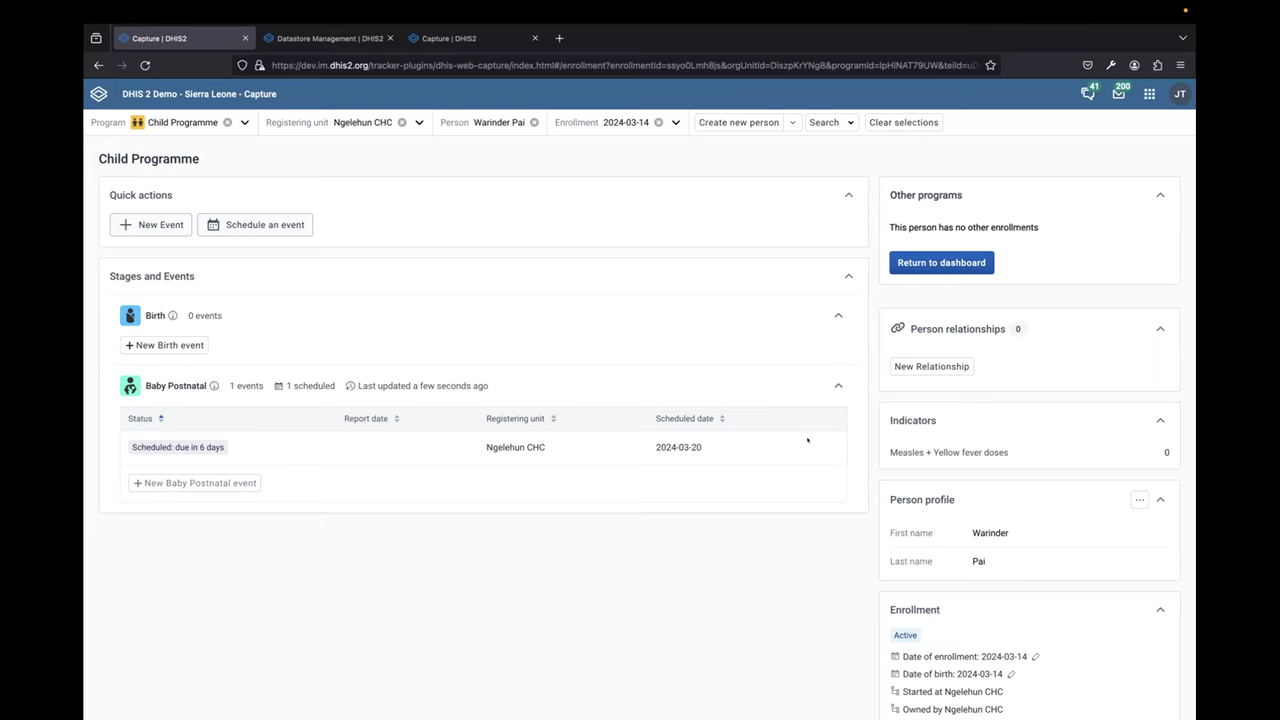 Capture | DHIS2
Datastore Management | DHIS2
Capture | DHIS2
https://dev.im.dhis2.org/tracker-plugins/dhis-web-capture/index.html#/enrollment?enrollmentId=ssyo0Lmh8js&orgUnitId=DiszpKrYNg8&programId=IpHINAT79UW&teiId=uD
DHIS 2 Demo - Sierra Leone - Capture
41
200
JT
Program Child Programme
Registering unit Ngelehun CHC
Person Warinder Pai
Enrollment 2024-03-14
Create new person
Search
Clear selections
Child Programme
Quick actions
New Event
Schedule an event
Stages and Events
Birth 0 events
New Birth event
Baby Postnatal 1 events 1 scheduled Last updated a few seconds ago
Status Report date Registering unit Scheduled date
Scheduled: due in 6 days Ngelehun CHC 2024-03-20
New Baby Postnatal event
Other programs
This person has no other enrollments
Return to dashboard
Person relationships 0
New Relationship
Indicators
Measles + Yellow fever doses 0
Person profile
First name Warinder
Last name Pai
Enrollment
Active
Date of enrollment: 2024-03-14
Date of birth: 2024-03-14
Started at Ngelehun CHC
Owned by Ngelehun CHC